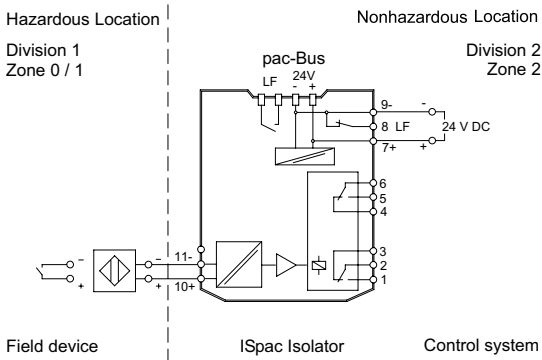 Hazardous Location
Nonhazardous Location
Division 1
Zone 0 / 1
Division 2
Zone 2
pac-Bus
LF
24V
- +
9-
-
8 LF
24 V DC
7+
+
6
5
4
3
2
1
–
11-
–
+
10+
+
Field device
ISpac Isolator
Control system